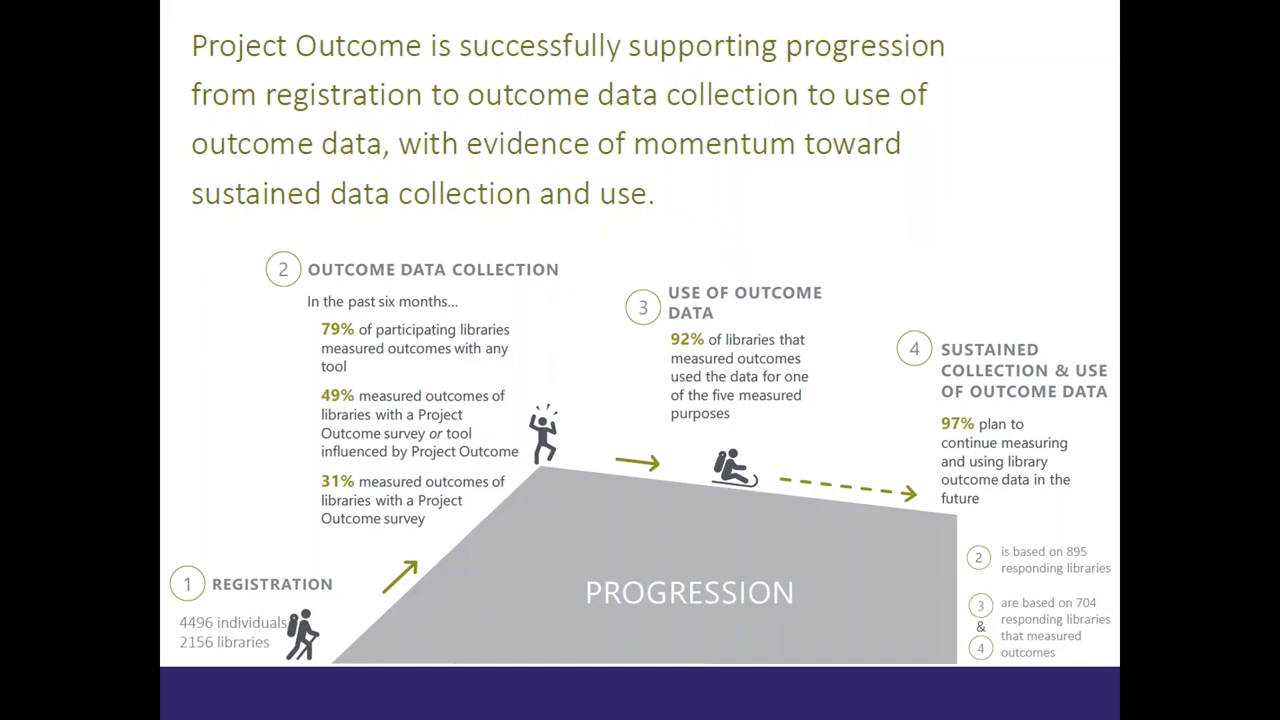 Project Outcome is successfully supporting progression
from registration to outcome data collection to use of
outcome data, with evidence of momentum toward
sustained data collection and use.
2 OUTCOME DATA COLLECTION
In the past six months...
79% of participating libraries
measured outcomes with any
tool
49% measured outcomes of
libraries with a Project
Outcome survey or tool
influenced by Project Outcome
31% measured outcomes of
libraries with a Project
Outcome survey
3 USE OF OUTCOME
DATA
92% of libraries that
measured outcomes
used the data for one
of the five measured
purposes
4 SUSTAINED
COLLECTION & USE
OF OUTCOME DATA
97% plan to
continue measuring
and using library
outcome data in the
future
1 REGISTRATION
4496 individuals
2156 libraries
PROGRESSION
2 is based on 895
responding libraries
3 are based on 704
& responding libraries
4 that measured
outcomes